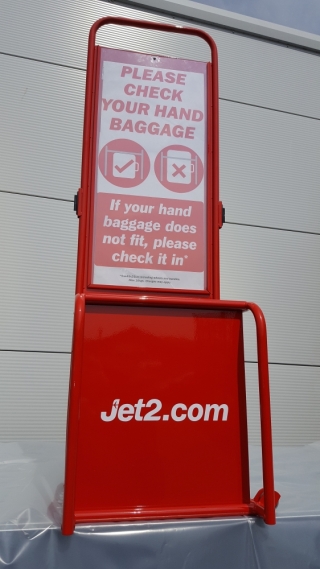 PLEASE
CHECK
YOUR HAND
BAGGAGE
If your hand
baggage does
not fit, please
check it in*
Jet2.com